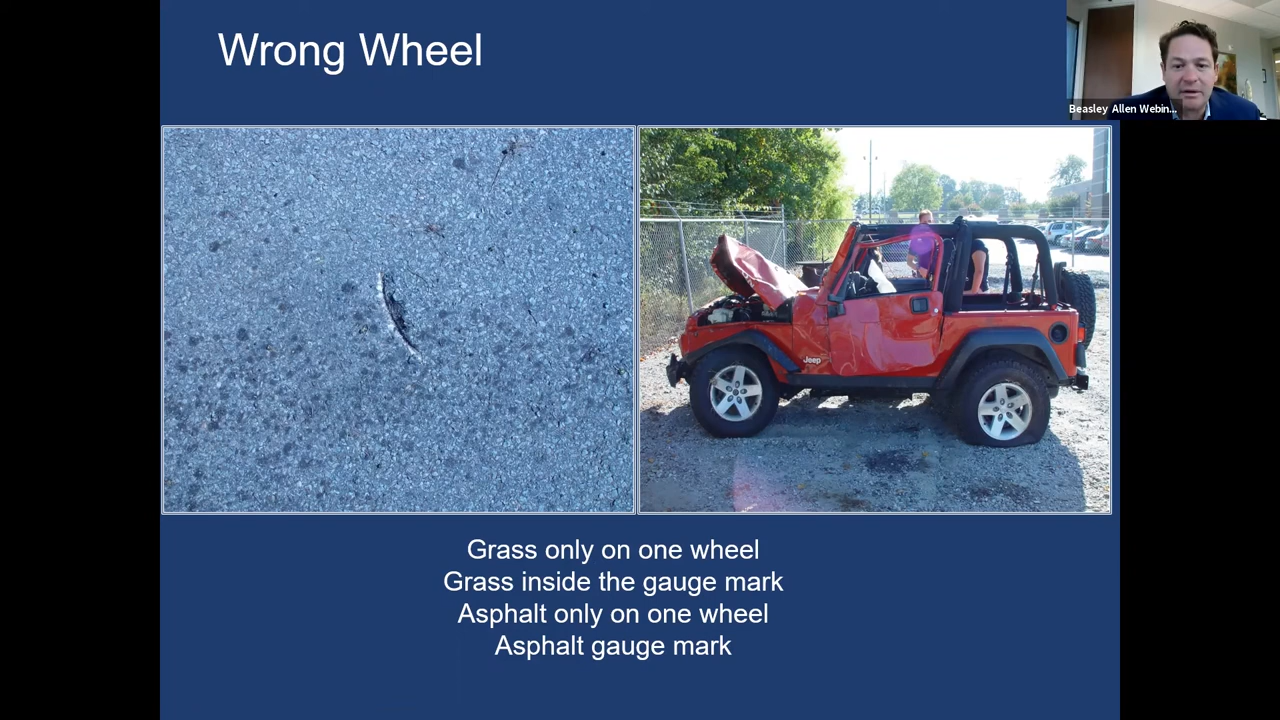 Wrong Wheel
Beasley Allen Webin...
Jeep
Grass only on one wheel
Grass inside the gauge mark
Asphalt only on one wheel
Asphalt gauge mark